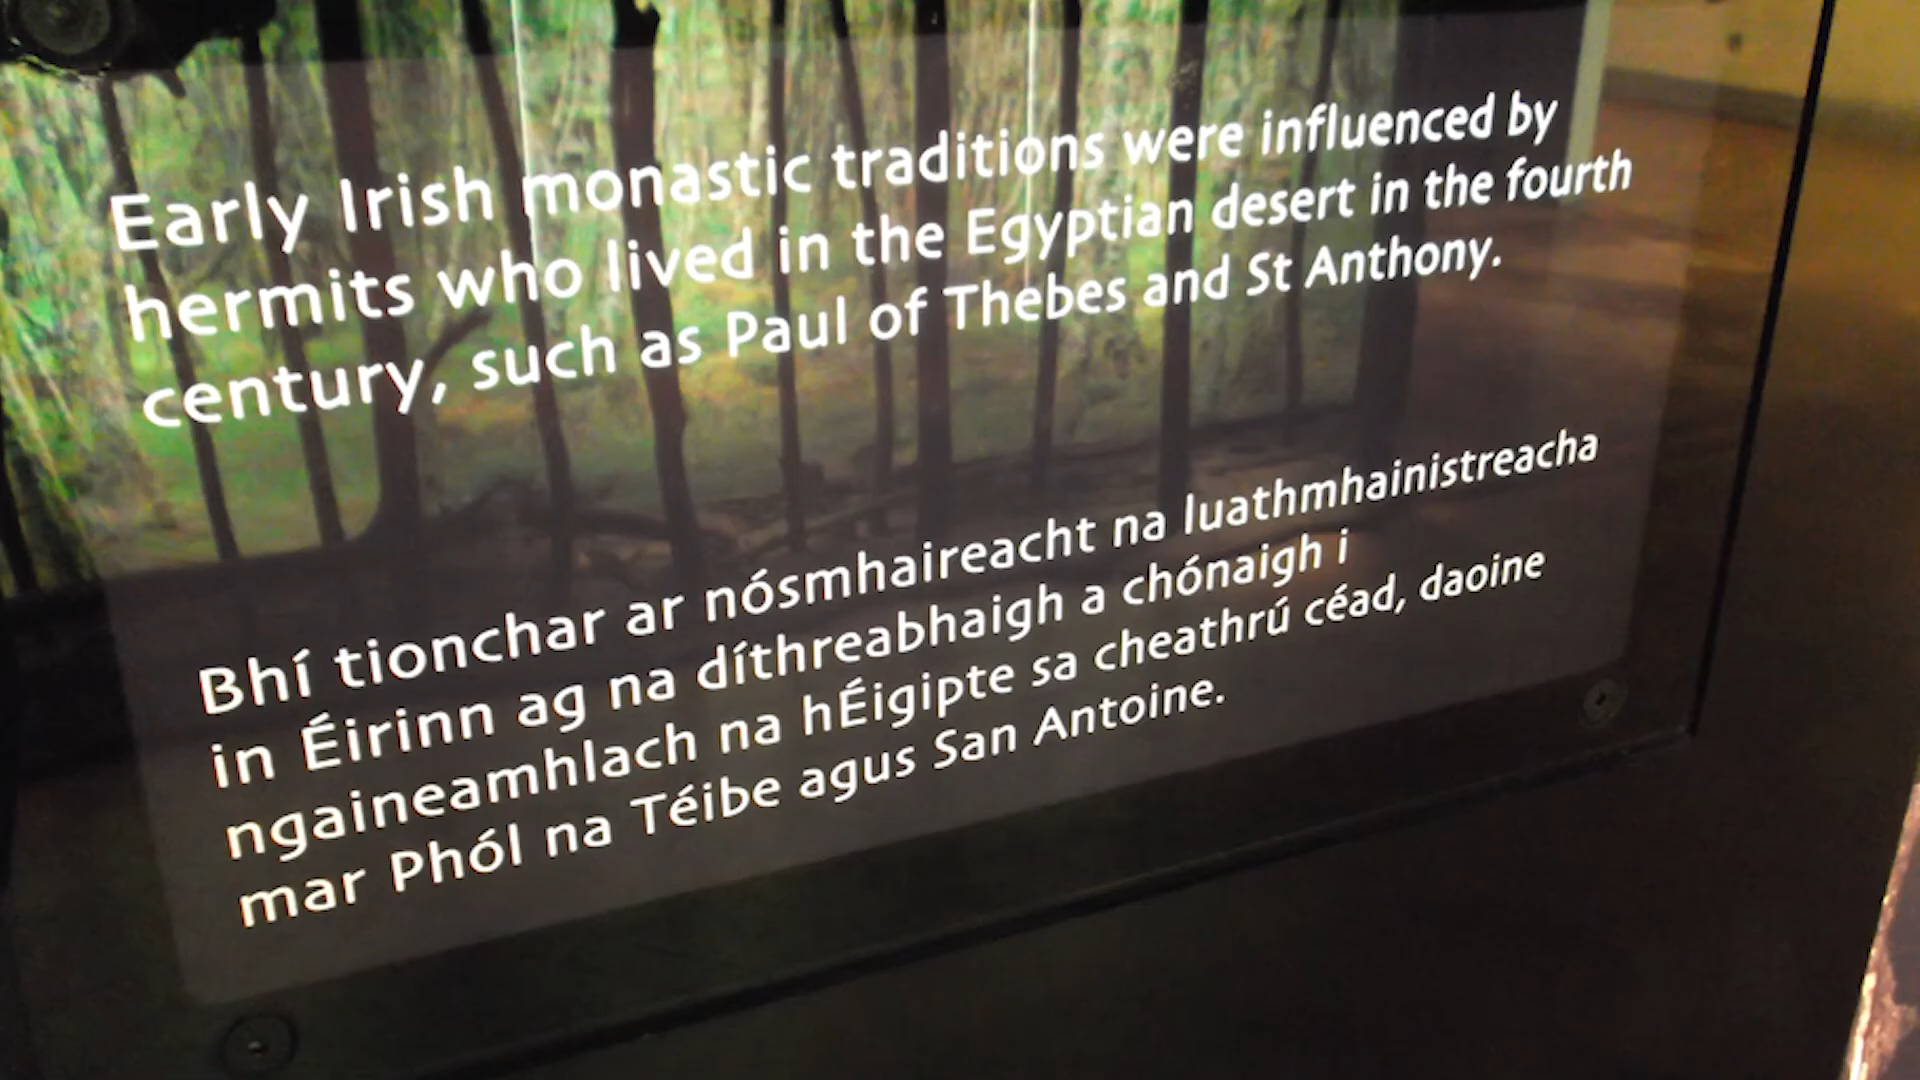 Early Irish monastic traditions were influenced by
hermits who lived in the Egyptian desert in the fourth
century, such as Paul of Thebes and St Anthony.
Bhí tionchar ar nósmhaireacht na luathmhainistreacha
in Éirinn ag na díthreabhaigh a chónaigh i
ngaineamhlach na hÉigipte sa cheathrú céad, daoine
mar Phól na Téibe agus San Antoine.